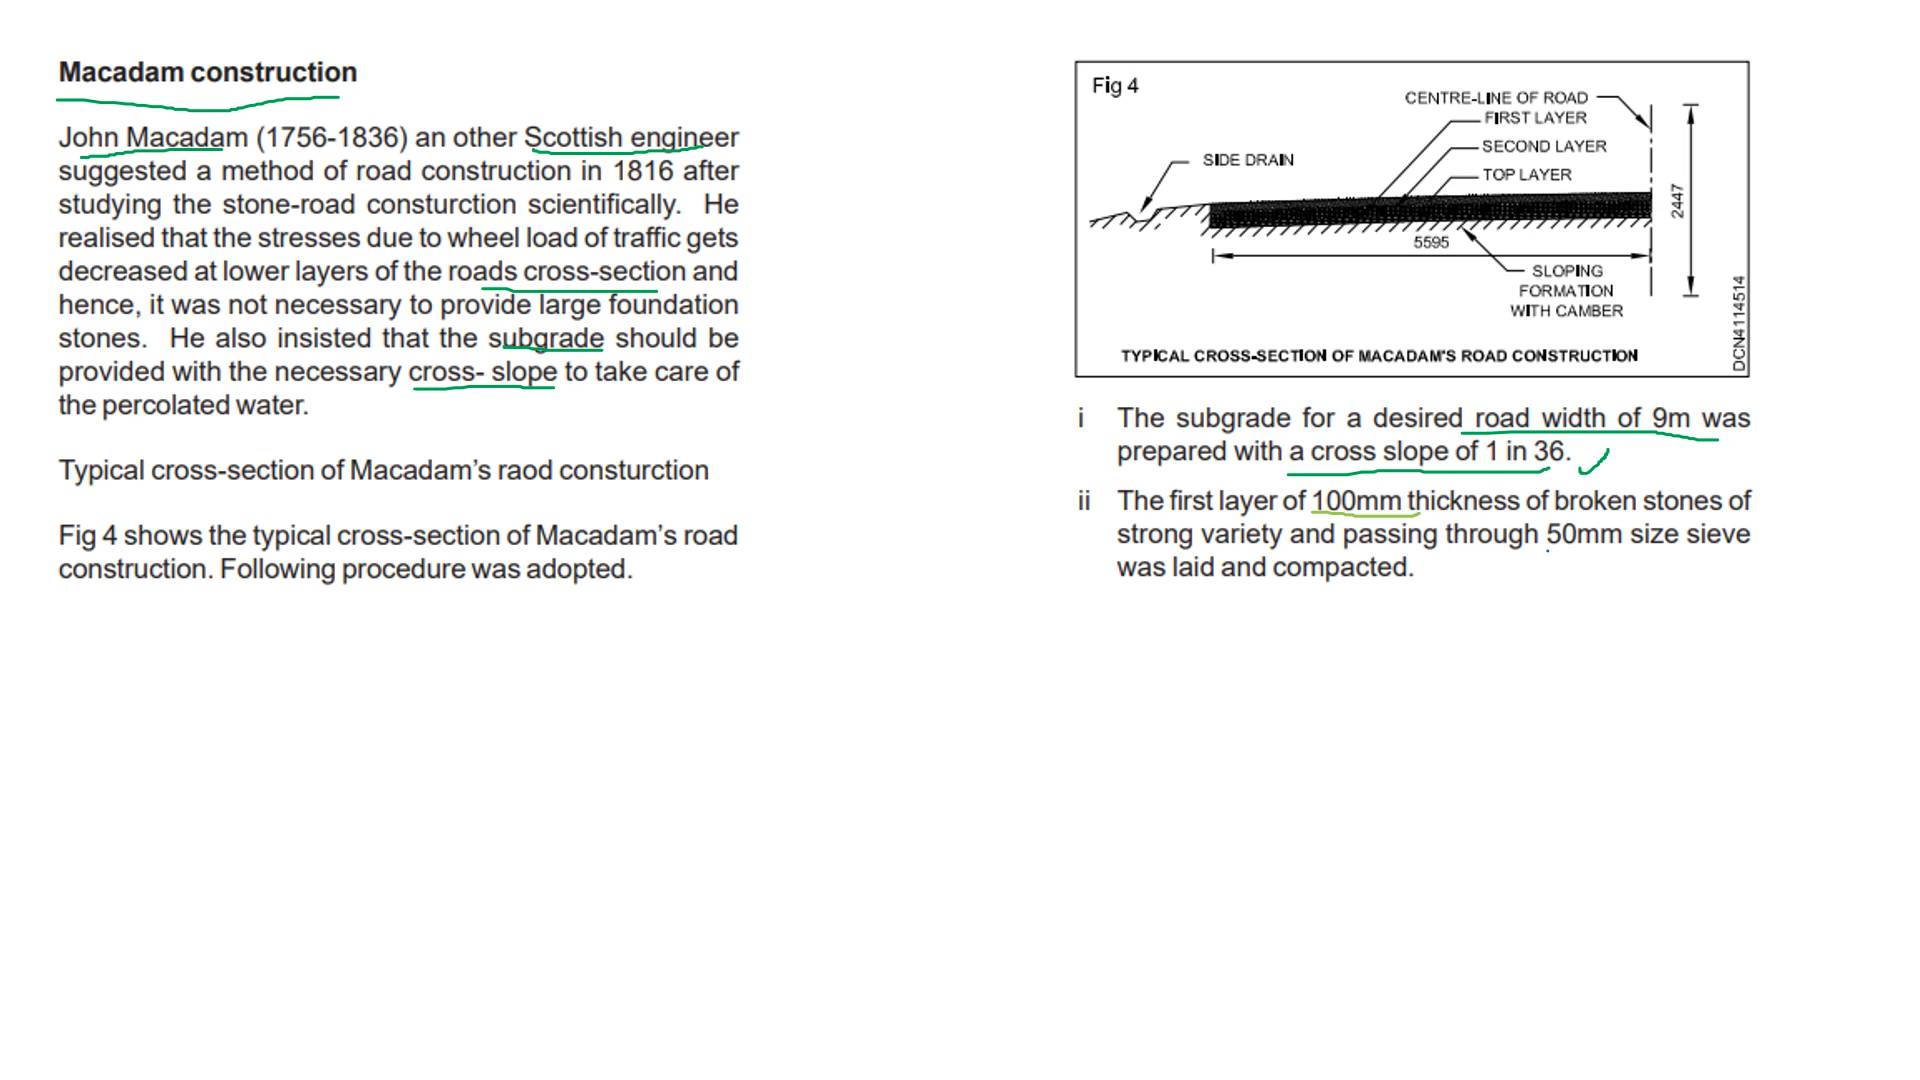 Macadam construction
John Macadam (1756-1836) an other Scottish engineer
suggested a method of road construction in 1816 after
studying the stone-road consturction scientifically. He
realised that the stresses due to wheel load of traffic gets
decreased at lower layers of the roads cross-section and
hence, it was not necessary to provide large foundation
stones. He also insisted that the subgrade should be
provided with the necessary cross- slope to take care of
the percolated water.
Typical cross-section of Macadam's raod consturction
Fig 4 shows the typical cross-section of Macadam's road
construction. Following procedure was adopted.
Fig 4
CENTRE-LINE OF ROAD
FIRST LAYER
SECOND LAYER
SIDE DRAIN
TOP LAYER
2447
5595
SLOPING
FORMATION
WITH CAMBER
DCN4114514
TYPICAL CROSS-SECTION OF MACADAM'S ROAD CONSTRUCTION
i The subgrade for a desired road width of 9m was
prepared with a cross slope of 1 in 36.
ii The first layer of 100mm thickness of broken stones of
strong variety and passing through 50mm size sieve
was laid and compacted.